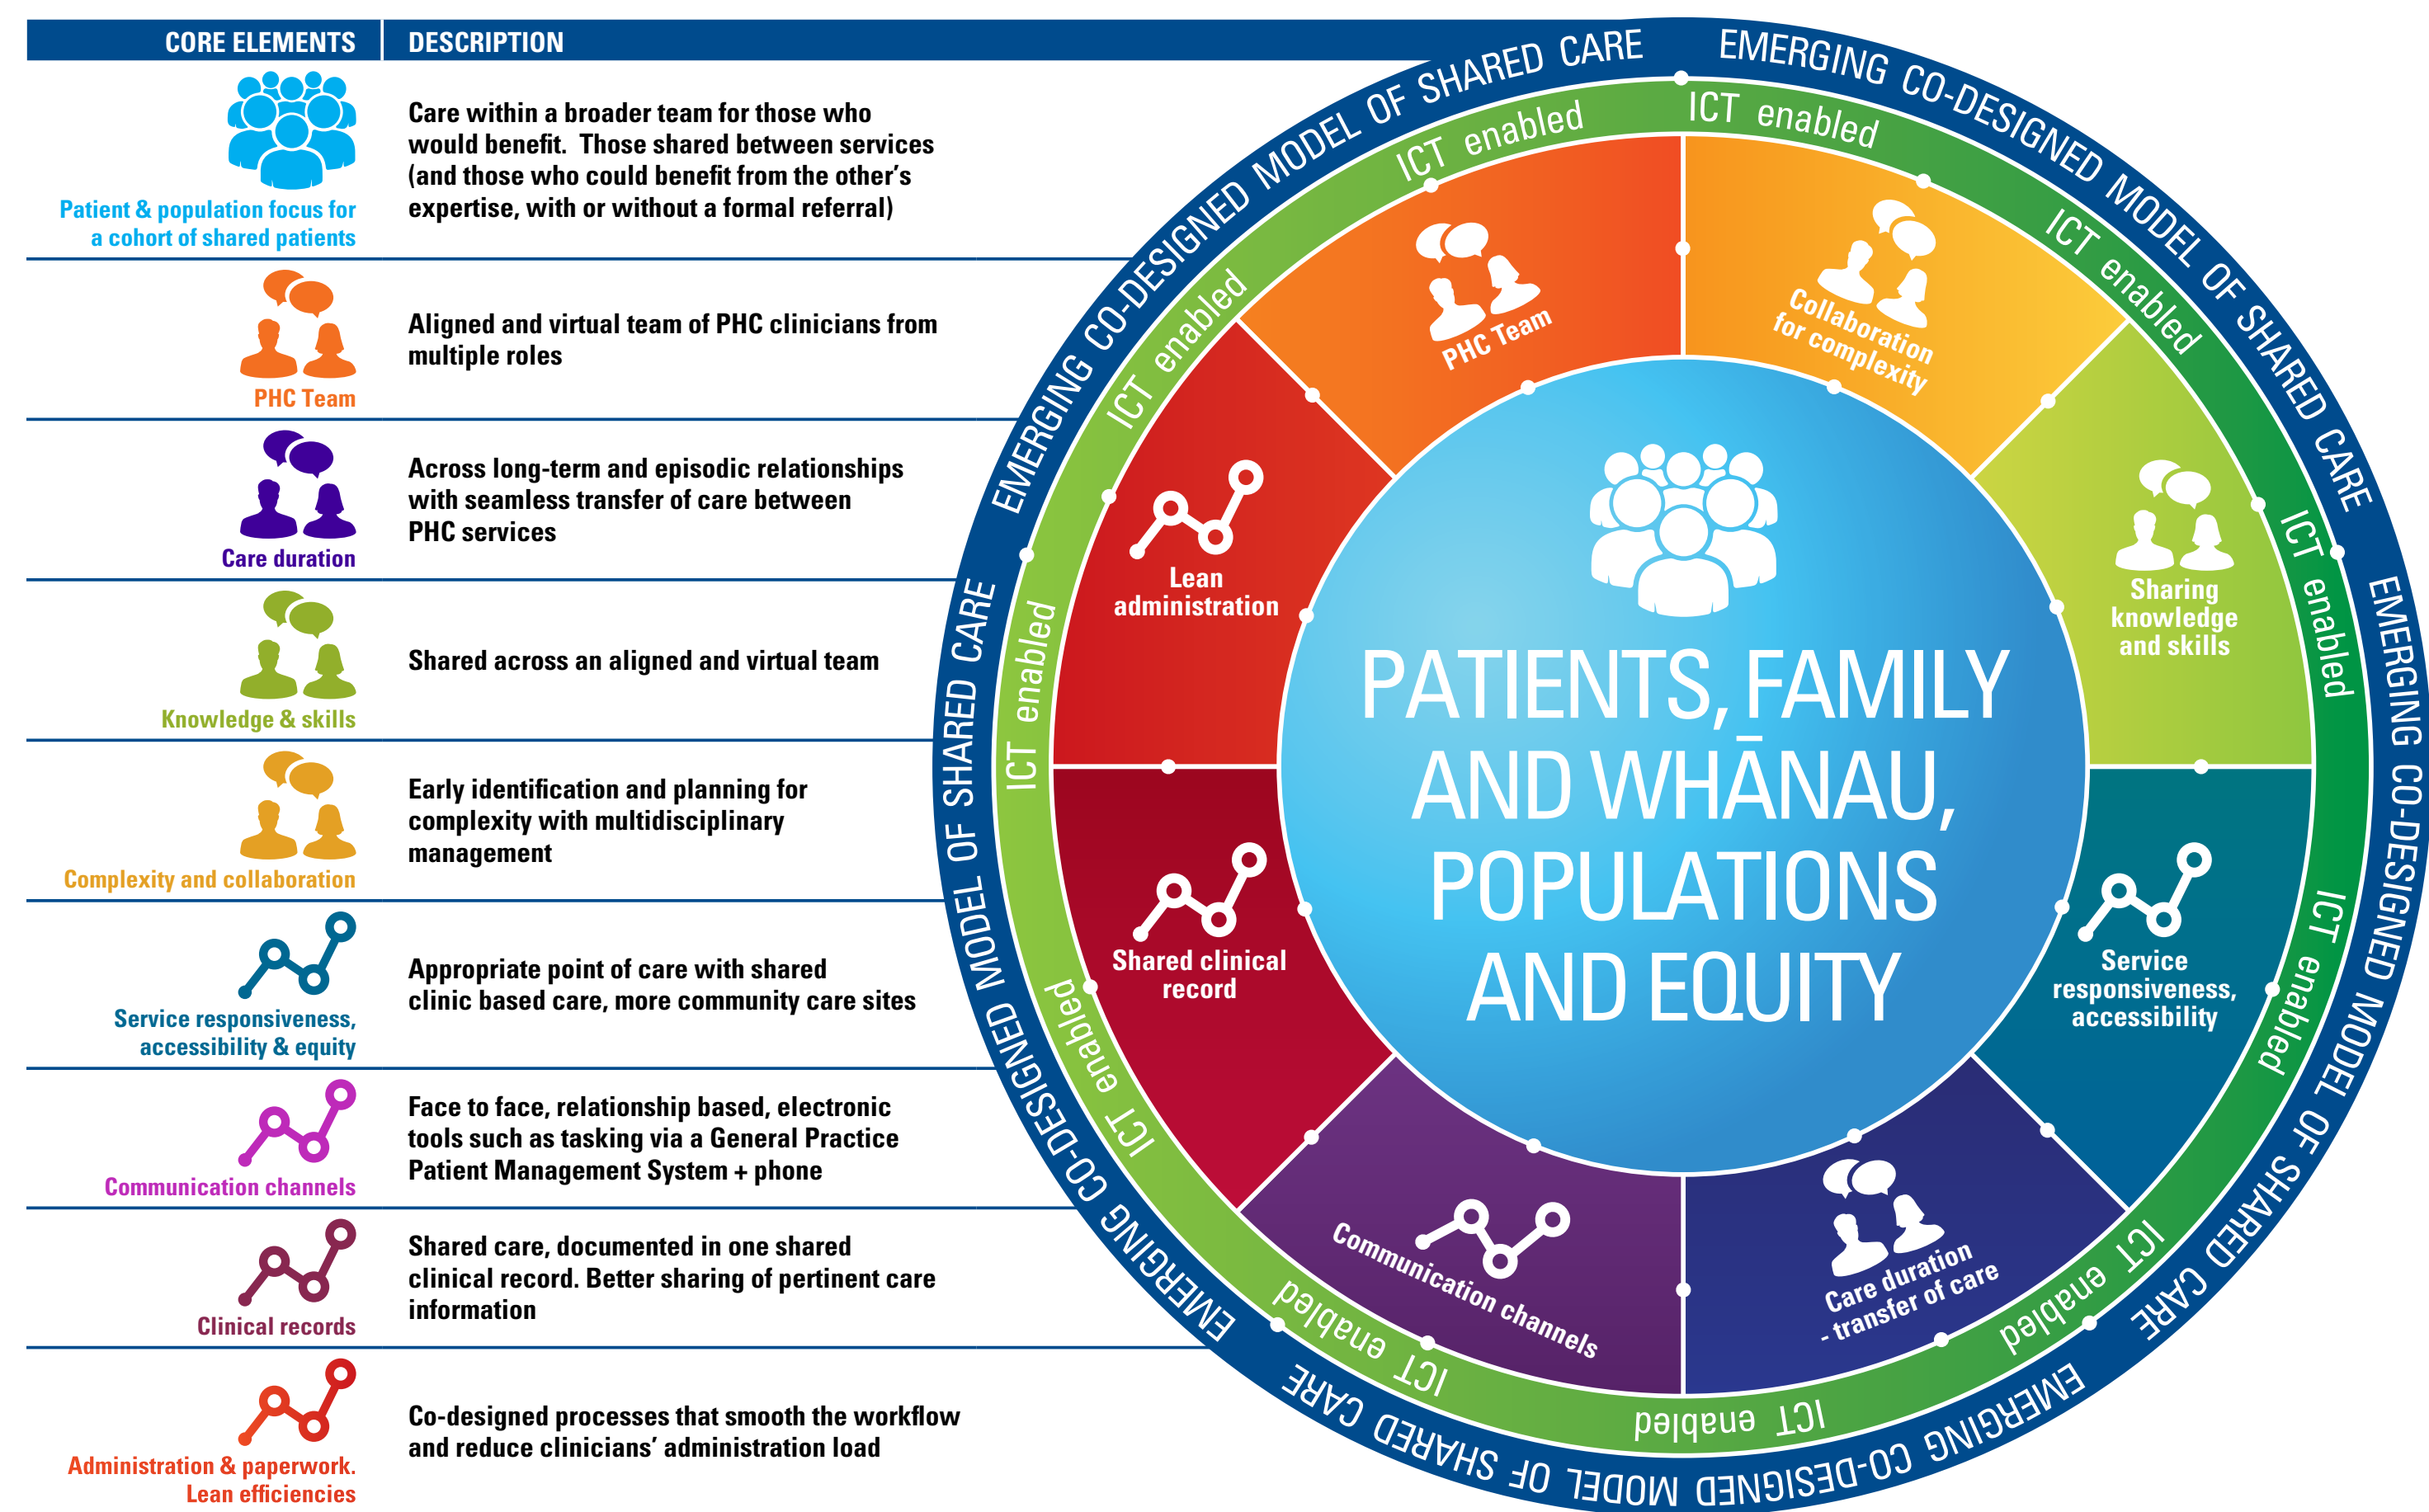 CORE ELEMENTS
DESCRIPTION
Patient & population focus for
a cohort of shared patients
Care within a broader team for those who
would benefit. Those shared between services
(and those who could benefit from the other's
expertise, with or without a formal referral)
PHC Team
Aligned and virtual team of PHC clinicians from
multiple roles
Care duration
Across long-term and episodic relationships
with seamless transfer of care between
PHC services
Knowledge & skills
Shared across an aligned and virtual team
Complexity and collaboration
Early identification and planning for
complexity with multidisciplinary
management
Service responsiveness,
accessibility & equity
Appropriate point of care with shared
clinic based care, more community care sites
Communication channels
Face to face, relationship based, electronic
tools such as tasking via a General Practice
Patient Management System + phone
Clinical records
Shared care, documented in one shared
clinical record. Better sharing of pertinent care
information
Administration & paperwork.
Lean efficiencies
Co-designed processes that smooth the workflow
and reduce clinicians' administration load
EMERGING CO-DESIGNED MODEL OF SHARED CARE
EMERGING CO-DESIGNED MODEL OF SHARED CARE
EMERGING CO-DESIGNED MODEL OF SHARED CARE
EMERGING CO-DESIGNED MODEL OF SHARED CARE
EMERGING CO-DESIGNED MODEL OF SHARED CARE
ICT enabled
ICT enabled
ICT enabled
ICT enabled
ICT enabled
ICT enabled
ICT enabled
ICT enabled
ICT enabled
ICT enabled
ICT enabled
PHC Team
Collaboration
for complexity
Sharing
knowledge
and skills
Service
responsiveness,
accessibility
Care duration
- transfer of care
Communication channels
Shared clinical
record
Lean
administration
PATIENTS, FAMILY
AND WHĀNAU,
POPULATIONS
AND EQUITY